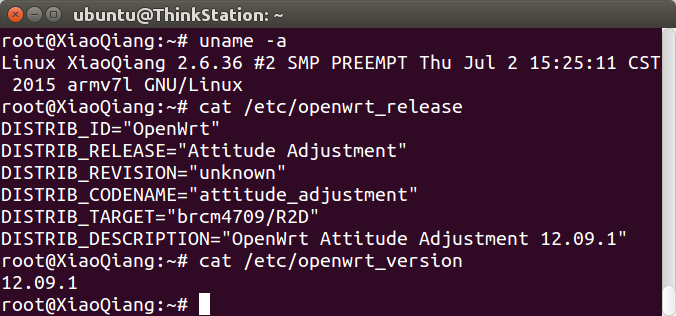 ubuntu@ThinkStation: ~
root@XiaoQiang:~# uname -a
Linux XiaoQiang 2.6.36 #2 SMP PREEMPT Thu Jul 2 15:25:11 CST
 2015 armv7l GNU/Linux
root@XiaoQiang:~# cat /etc/openwrt_release
DISTRIB_ID="OpenWrt"
DISTRIB_RELEASE="Attitude Adjustment"
DISTRIB_REVISION="unknown"
DISTRIB_CODENAME="attitude_adjustment"
DISTRIB_TARGET="brcm4709/R2D"
DISTRIB_DESCRIPTION="OpenWrt Attitude Adjustment 12.09.1"
root@XiaoQiang:~# cat /etc/openwrt_version
12.09.1
root@XiaoQiang:~#